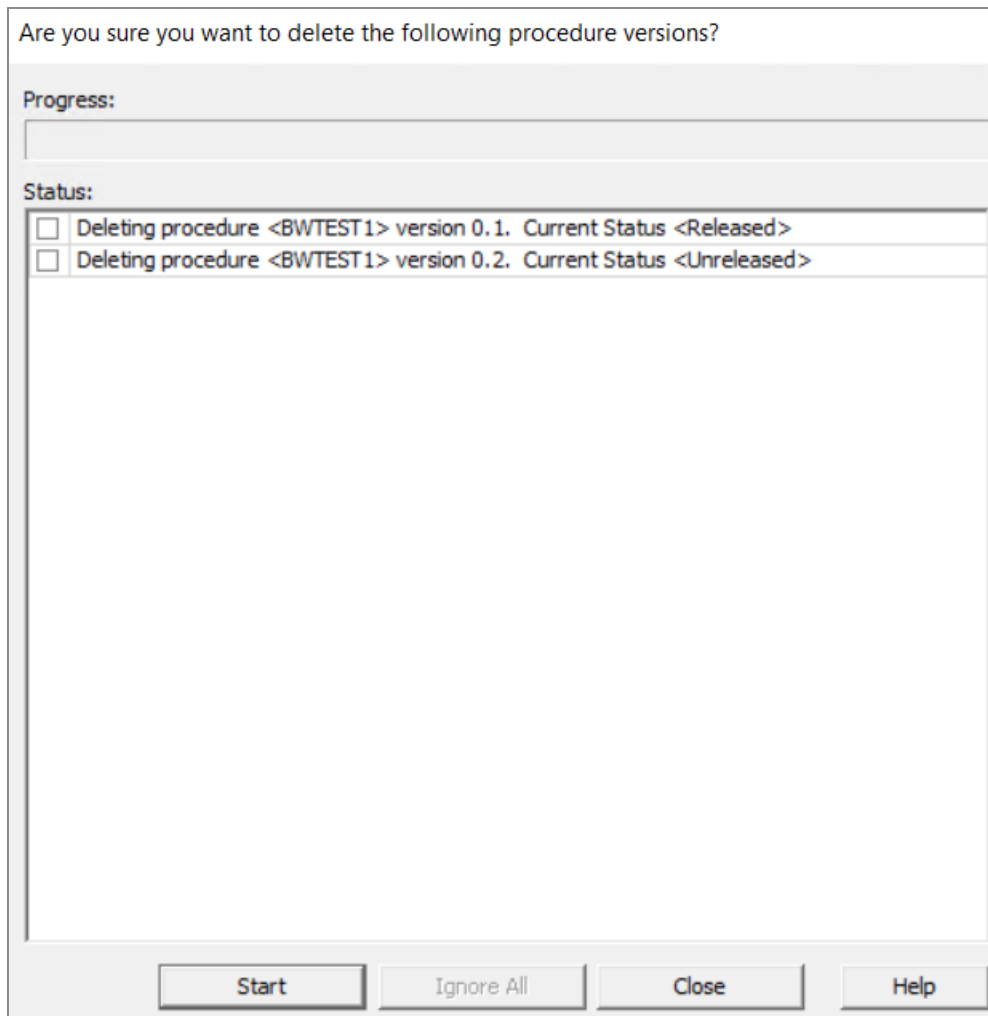 Are you sure you want to delete the following procedure versions?
Progress:
Status:
Deleting procedure <BWTEST1> version 0.1.  Current Status <Released>
Deleting procedure <BWTEST1> version 0.2.  Current Status <Unreleased>
Start
Ignore All
Close
Help